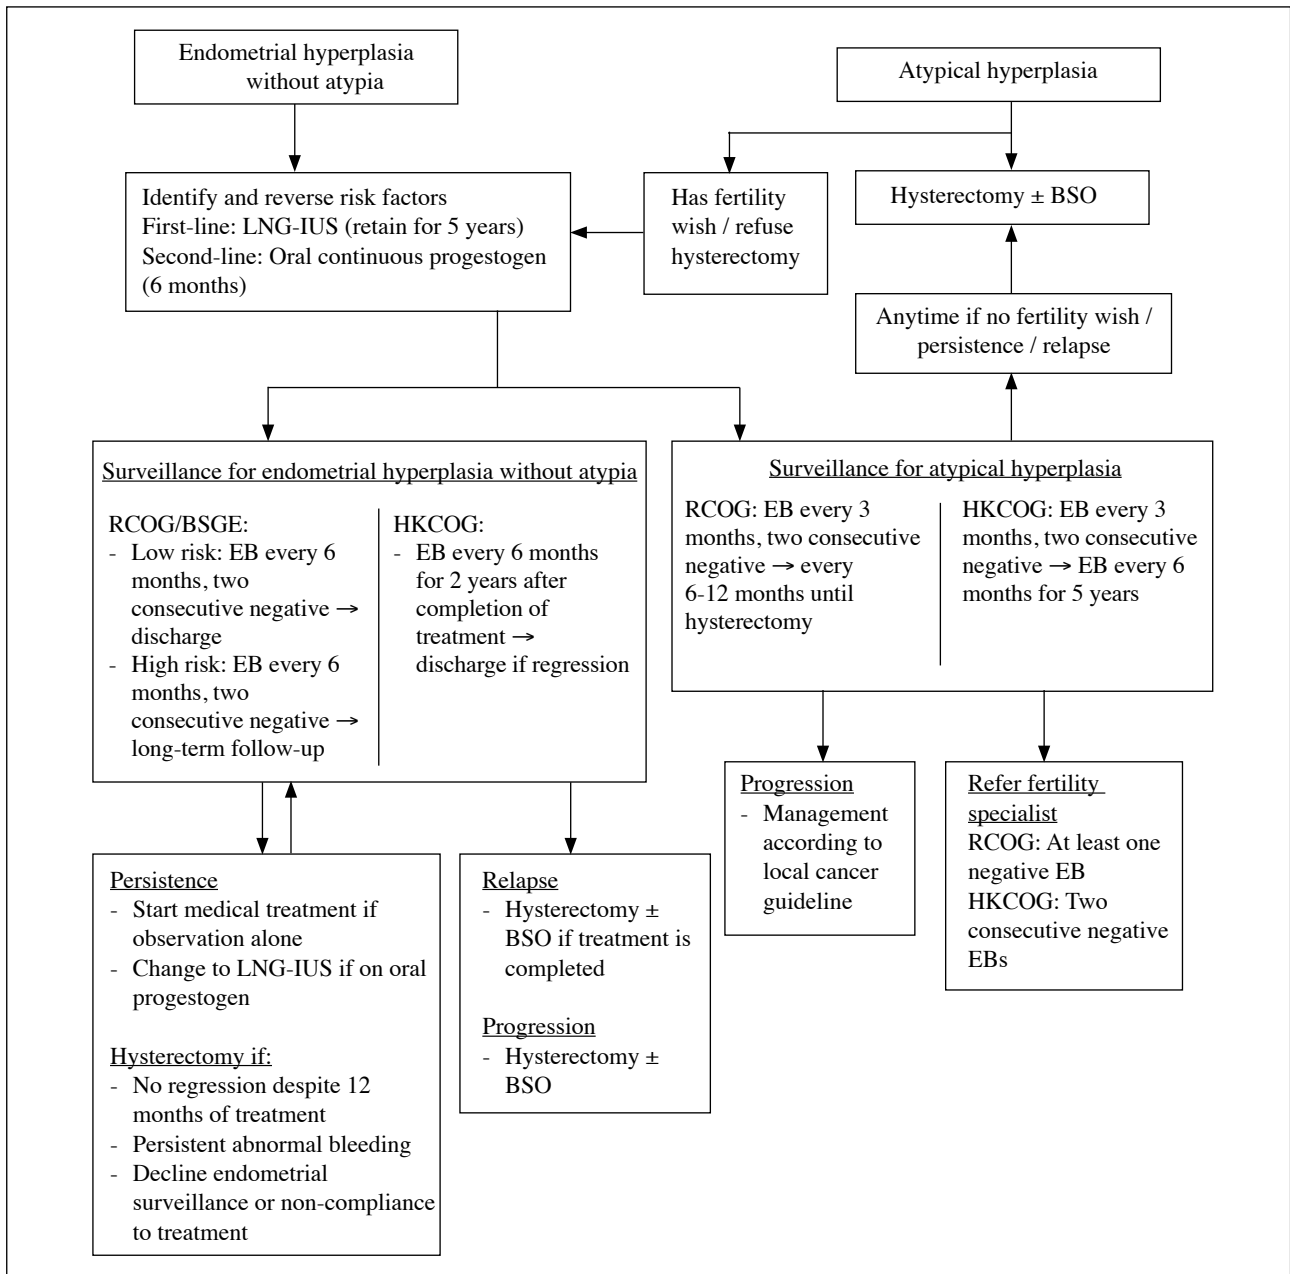 Endometrial hyperplasia
without atypia
Atypical hyperplasia
Identify and reverse risk factors
First-line: LNG-IUS (retain for 5 years)
Second-line: Oral continuous progestogen
(6 months)
Has fertility
wish / refuse
hysterectomy
Hysterectomy ± BSO
Anytime if no fertility wish /
persistence / relapse
Surveillance for endometrial hyperplasia without atypia
RCOG/BSGE:
- Low risk: EB every 6
months, two
consecutive negative →
discharge
- High risk: EB every 6
months, two
consecutive negative →
long-term follow-up
HKCOG:
- EB every 6 months
for 2 years after
completion of
treatment →
discharge if regression
Surveillance for atypical hyperplasia
RCOG: EB every 3
months, two consecutive
negative → every
6-12 months until
hysterectomy
HKCOG: EB every 3
months, two consecutive
negative → EB every 6
months for 5 years
Persistence
- Start medical treatment if
observation alone
- Change to LNG-IUS if on oral
progestogen
Hysterectomy if:
- No regression despite 12
months of treatment
- Persistent abnormal bleeding
- Decline endometrial
surveillance or non-compliance
to treatment
Relapse
- Hysterectomy ±
BSO if treatment is
completed
Progression
- Hysterectomy ±
BSO
Progression
- Management
according to
local cancer
guideline
Refer fertility
specialist
RCOG: At least one
negative EB
HKCOG: Two
consecutive negative
EBs